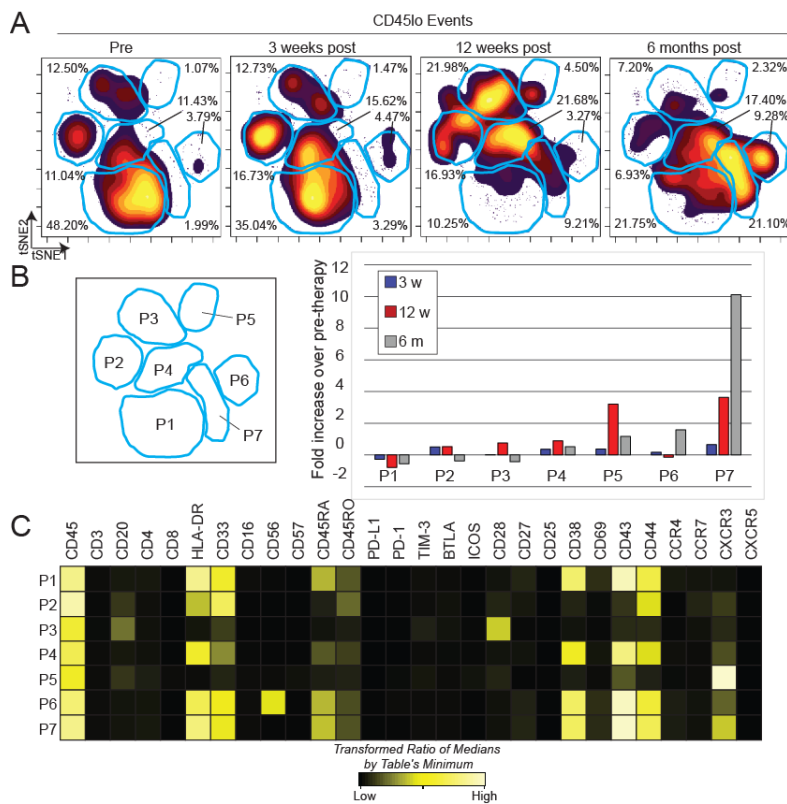 A
CD45lo Events
Pre
3 weeks post
12 weeks post
6 months post
12.50%
1.07%
11.43%
3.79%
11.04%
48.20%
1.99%
12.73%
1.47%
15.62%
4.47%
16.73%
35.04%
3.29%
21.98%
4.50%
21.68%
3.27%
16.93%
10.25%
9.21%
7.20%
2.32%
17.40%
9.28%
6.93%
21.75%
21.10%
tSNE2
tSNE1
B
P3
P5
P2
P4
P6
P1
P7
Fold increase over pre-therapy
12
10
8
6
4
2
0
-2
3 w
12 w
6 m
P1 P2 P3 P4 P5 P6 P7
C
CD45 CD3 CD20 CD4 CD8 HLA-DR CD33 CD16 CD56 CD57 CD45RA CD45RO PD-L1 PD-1 TIM-3 BTLA ICOS CD28 CD27 CD25 CD38 CD69 CD43 CD44 CCR4 CCR7 CXCR3 CXCR5
P1
P2
P3
P4
P5
P6
P7
Transformed Ratio of Medians
by Table's Minimum
Low High